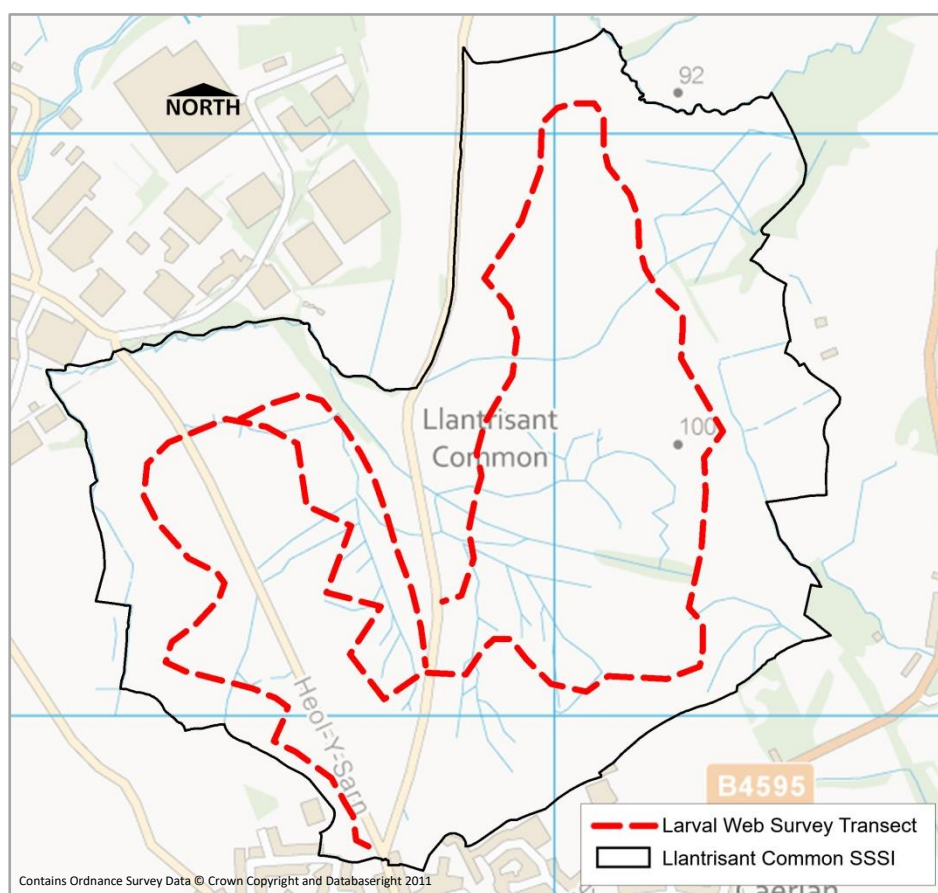 92
NORTH
Llantrisant
Common
100
Heol-Y-Sarn
B4595
Larval Web Survey Transect
Llantrisant Common SSSI
Contains Ordnance Survey Data © Crown Copyright and Databaseright 2011